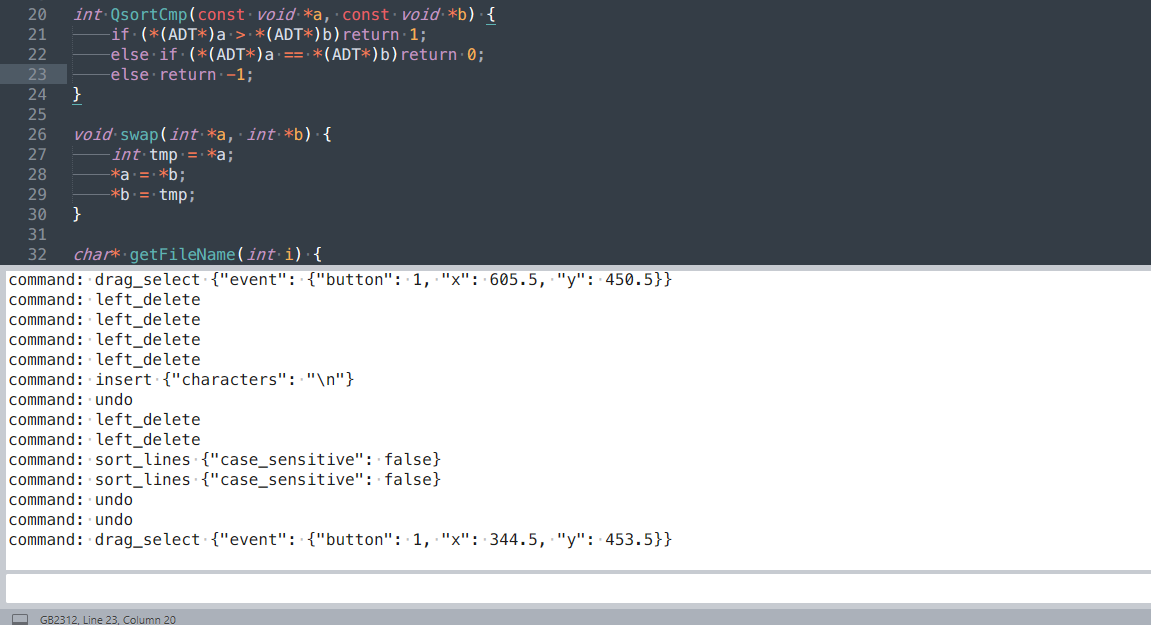 20 int QsortCmp(const void *a, const void *b) {
21 if (*(ADT*)a > *(ADT*)b)return 1;
22 else if (*(ADT*)a == *(ADT*)b)return 0;
23 else return -1;
24 }
25
26 void swap(int *a, int *b) {
27 int tmp = *a;
28 *a = *b;
29 *b = tmp;
30 }
31
32 char* getFileName(int i) {
command: drag_select {"event": {"button": 1, "x": 605.5, "y": 450.5}}
command: left_delete
command: left_delete
command: left_delete
command: left_delete
command: insert {"characters": "\n"}
command: undo
command: left_delete
command: left_delete
command: sort_lines {"case_sensitive": false}
command: sort_lines {"case_sensitive": false}
command: undo
command: undo
command: drag_select {"event": {"button": 1, "x": 344.5, "y": 453.5}}
GB2312, Line 23, Column 20